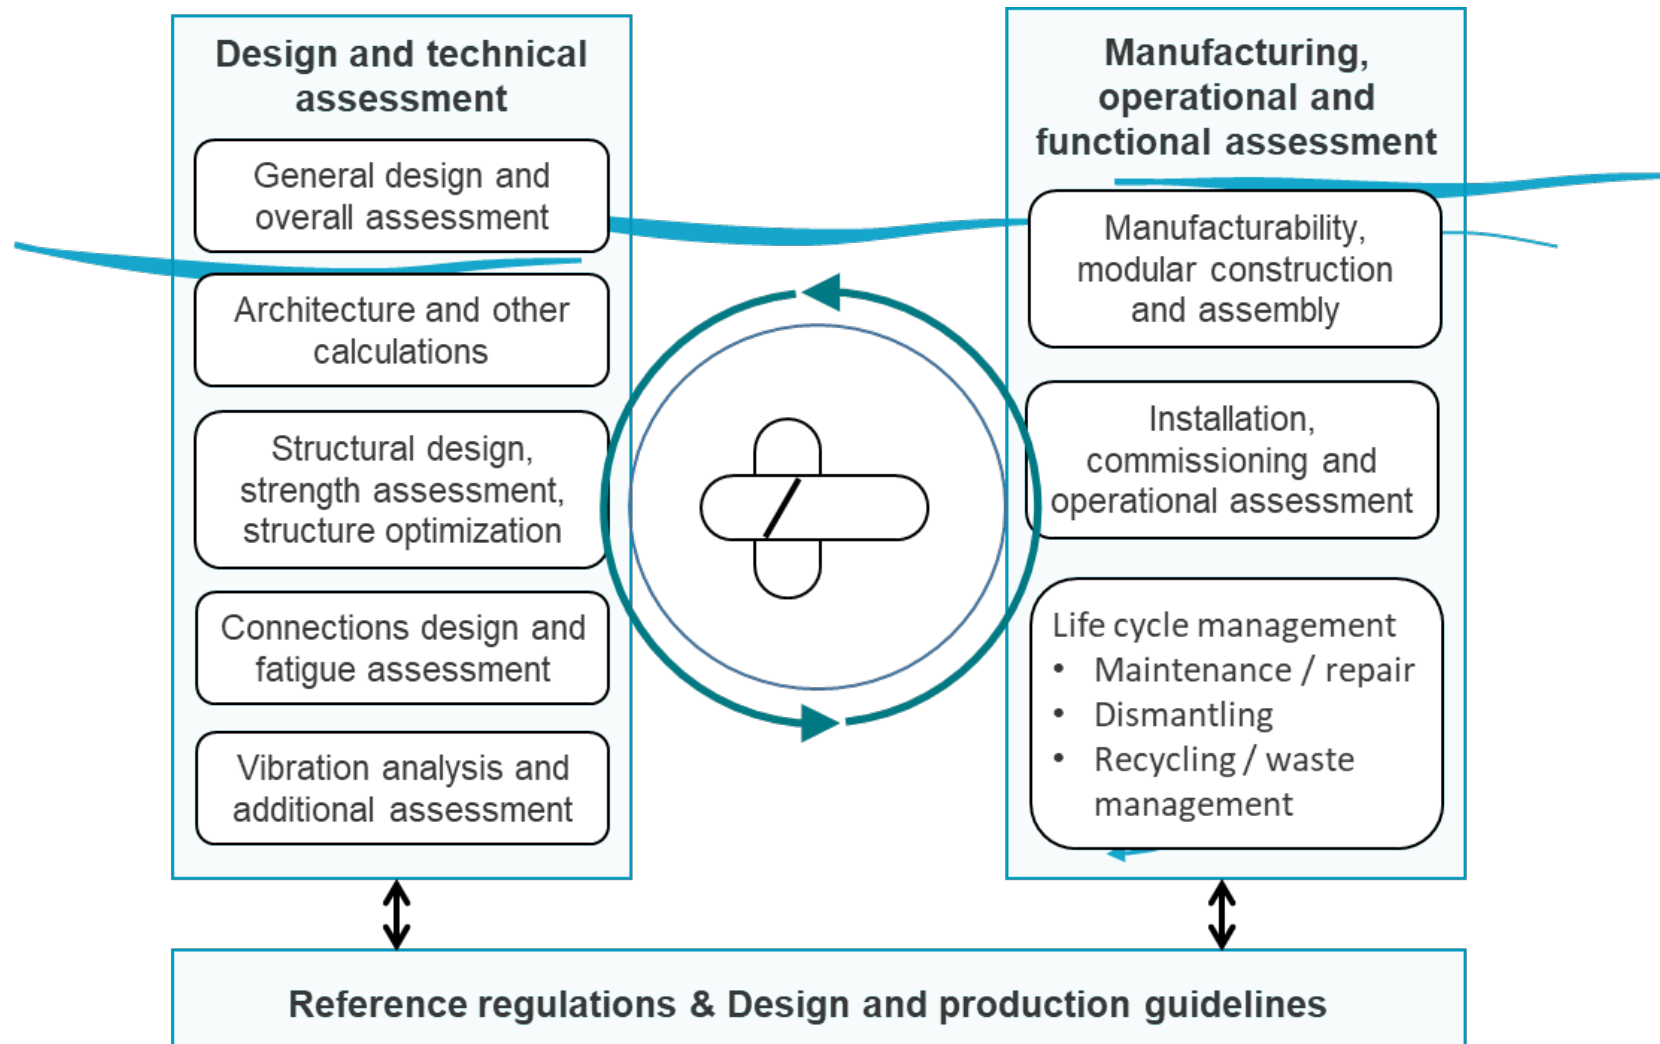 Design and technical
assessment
General design and
overall assessment
Architecture and other
calculations
Structural design,
strength assessment,
structure optimization
Connections design and
fatigue assessment
Vibration analysis and
additional assessment
Manufacturing,
operational and
functional assessment
Manufacturability,
modular construction
and assembly
Installation,
commissioning and
operational assessment
Life cycle management
• Maintenance / repair
• Dismantling
• Recycling / waste
management
Reference regulations & Design and production guidelines